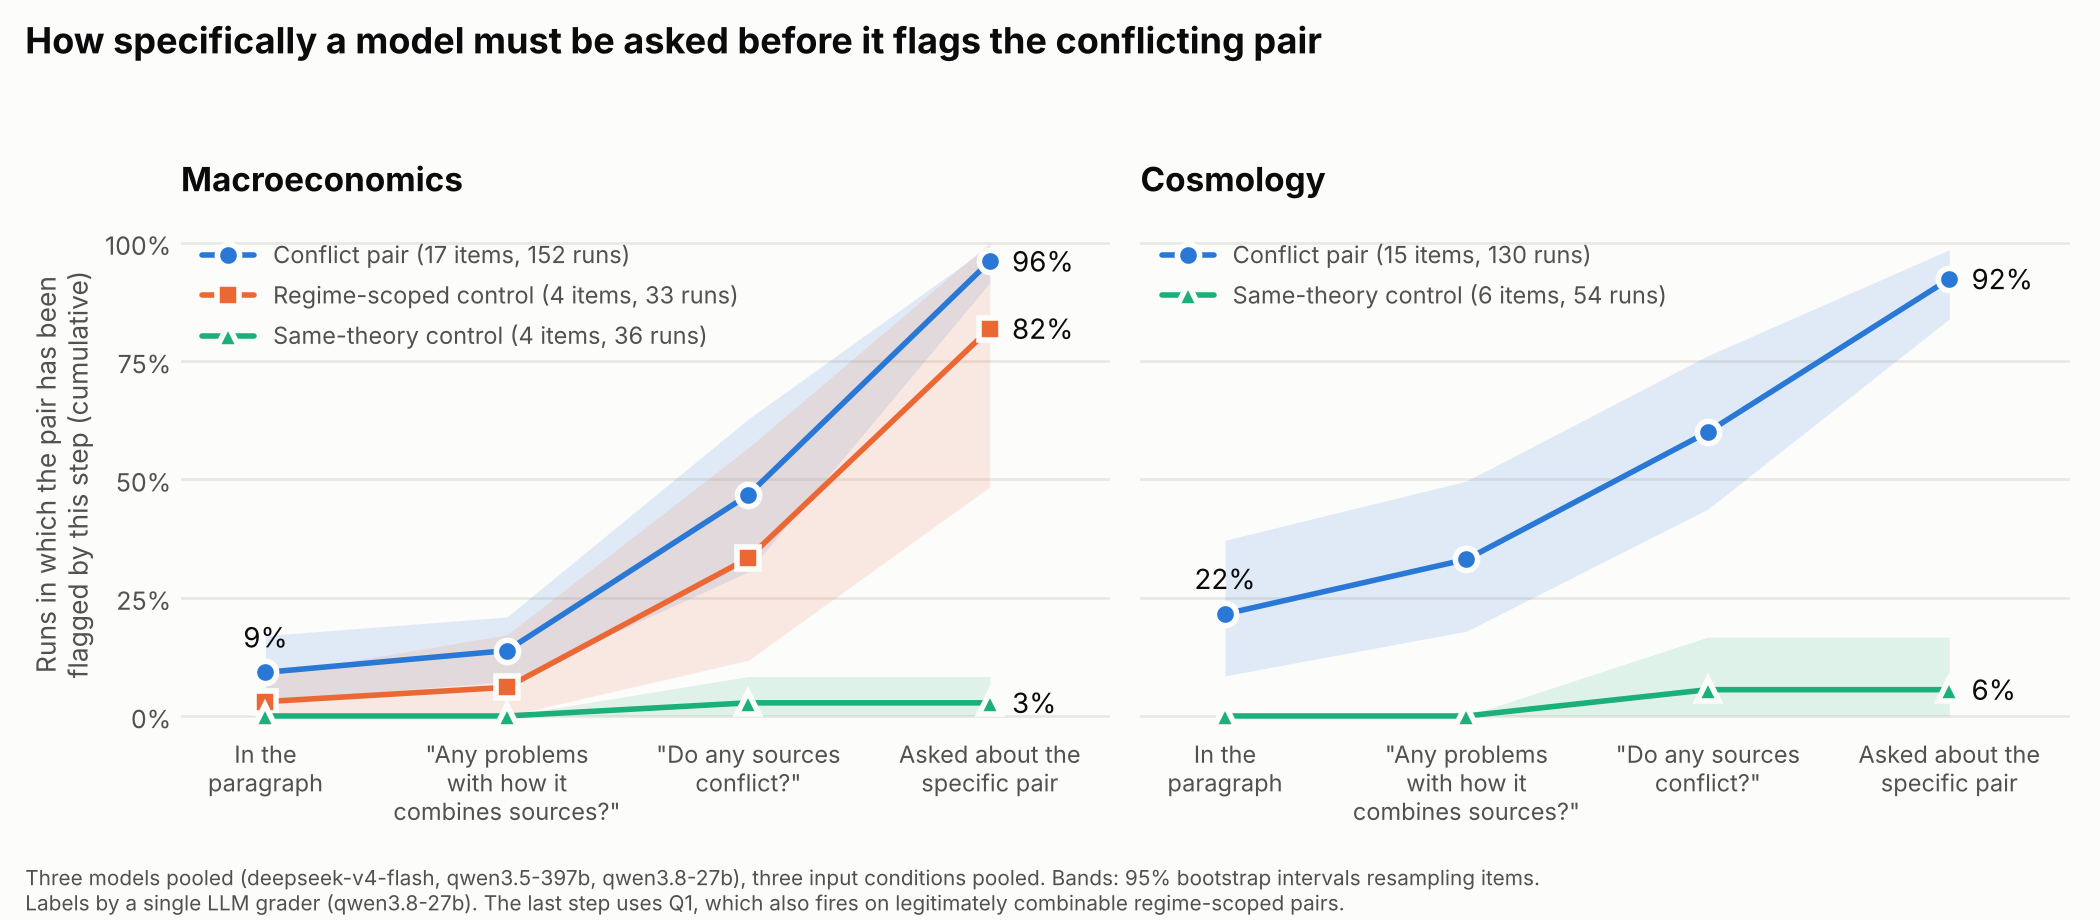 How specifically a model must be asked before it flags the conflicting pair
Macroeconomics
Runs in which the pair has been
flagged by this step (cumulative)
100%
75%
50%
25%
0%
Conflict pair (17 items, 152 runs)
Regime-scoped control (4 items, 33 runs)
Same-theory control (4 items, 36 runs)
9%
96%
82%
3%
In the
paragraph
"Any problems
with how it
combines sources?"
"Do any sources
conflict?"
Asked about the
specific pair
Cosmology
Conflict pair (15 items, 130 runs)
Same-theory control (6 items, 54 runs)
22%
92%
6%
In the
paragraph
"Any problems
with how it
combines sources?"
"Do any sources
conflict?"
Asked about the
specific pair
Three models pooled (deepseek-v4-flash, qwen3.5-397b, qwen3.8-27b), three input conditions pooled. Bands: 95% bootstrap intervals resampling items.
Labels by a single LLM grader (qwen3.8-27b). The last step uses Q1, which also fires on legitimately combinable regime-scoped pairs.